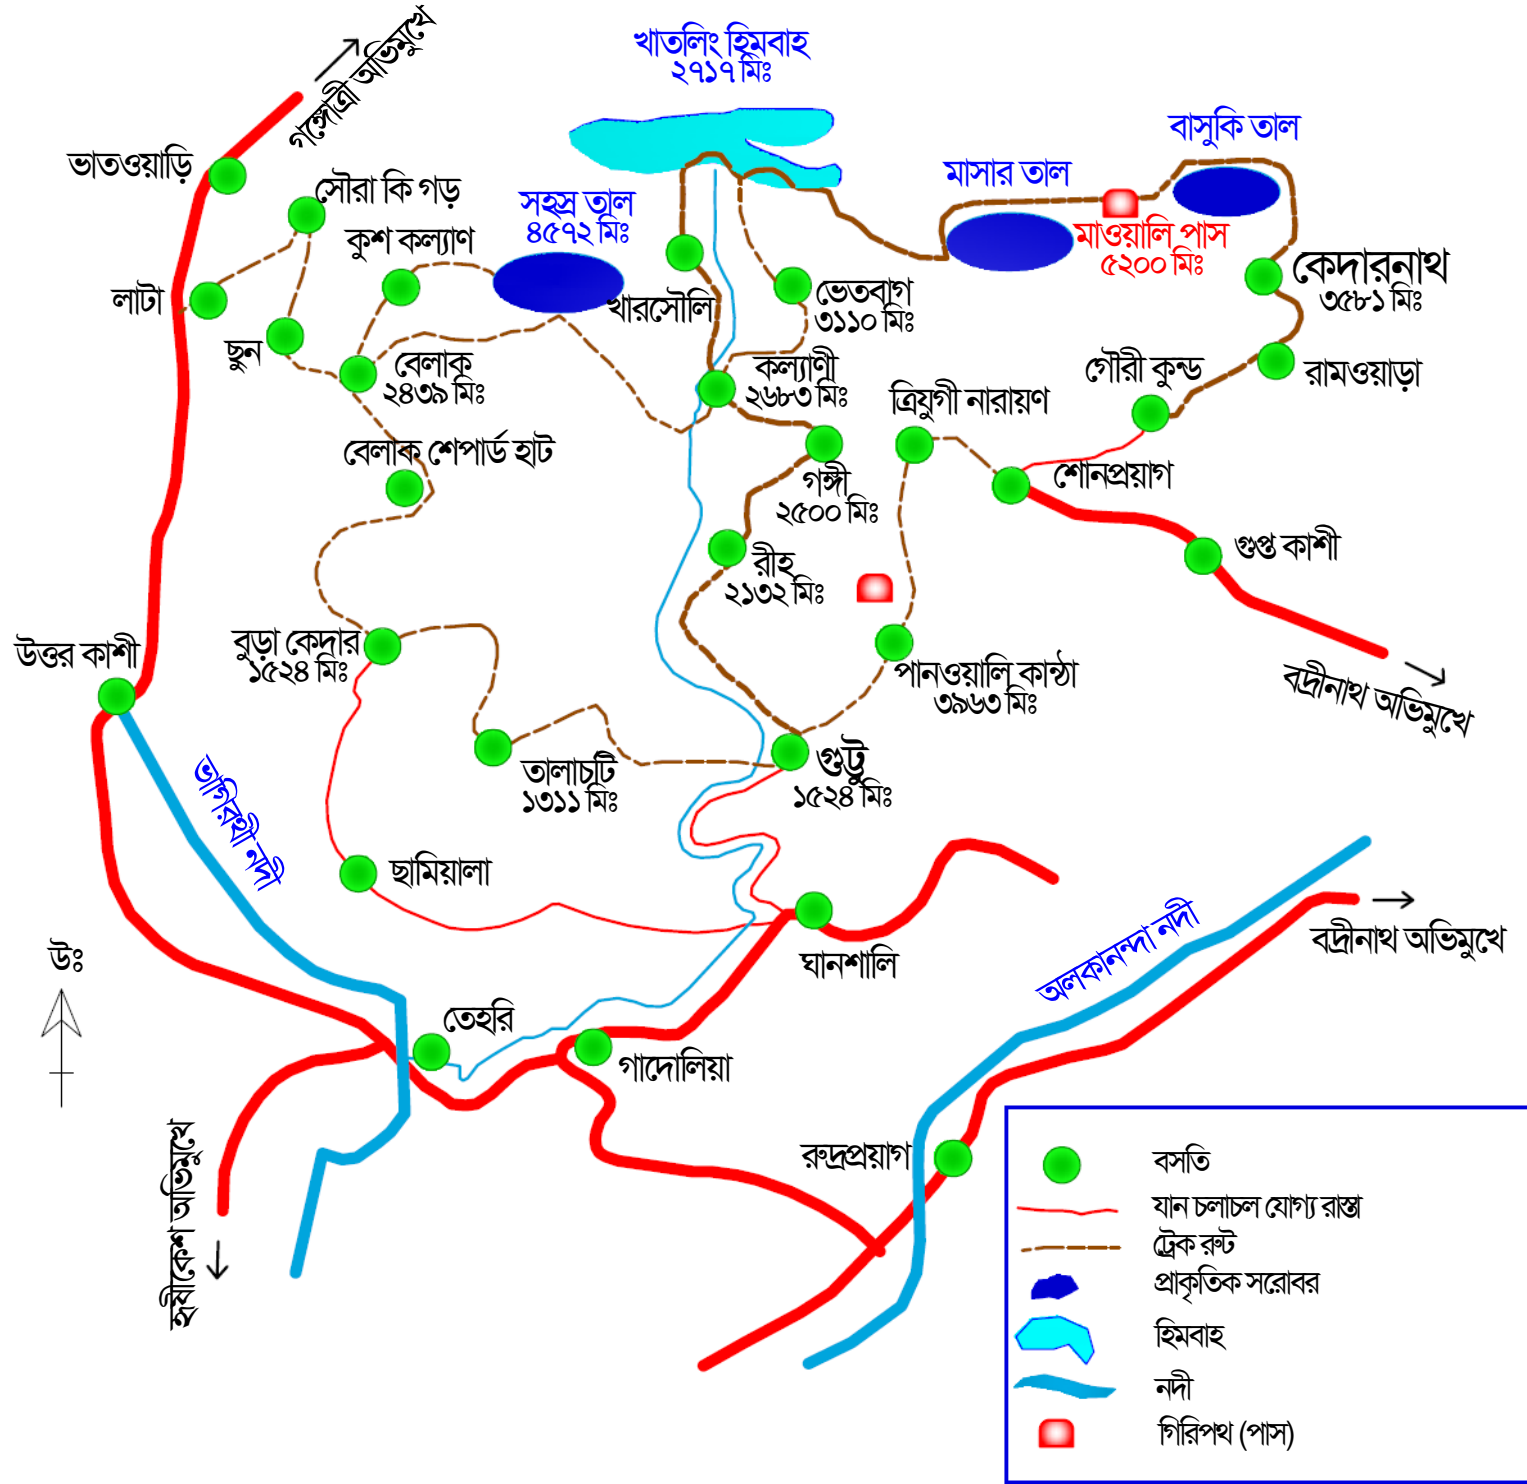 গঙ্গোত্রী অভিমুখে
খাতলিং হিমবাহ
২৭১৭ মিঃ
বাসুকি তাল
ভাতওয়াড়ি
সৌরা কি গড়
মাসার তাল
সহস্র তাল
৪৫৭২ মিঃ
কুশ কল্যাণ
মাওয়ালি পাস
৫২০০ মিঃ
কেদারনাথ
৩৫৮১ মিঃ
লাটা
খারসৌলি
ভেতবাগ
৩১১০ মিঃ
ছুন
বেলাক
২৪৩৯ মিঃ
কল্যাণী
২৬৮৩ মিঃ
গৌরী কুন্ড
রামওয়াড়া
ত্রিযুগী নারায়ণ
বেলাক শেপার্ড হাট
গঙ্গী
২৫০০ মিঃ
শোনপ্রয়াগ
গুপ্ত কাশী
রীহ
২১৩২ মিঃ
উত্তর কাশী
বুড়া কেদার
১৫২৪ মিঃ
পানওয়ালি কান্ঠা
৩৯৬৩ মিঃ
বদ্রীনাথ অভিমুখে
তালাচটি
১৩১১ মিঃ
গুট্টু
১৫২৪ মিঃ
ভাগিরথী নদী
ছামিয়ালা
ঘানশালি
অলকানন্দা নদী
বদ্রীনাথ অভিমুখে
উঃ
তেহরি
গাদোলিয়া
হৃষীকেশ অভিমুখে
রুদ্রপ্রয়াগ
বসতি
যান চলাচল যোগ্য রাস্তা
ট্রেক রুট
প্রাকৃতিক সরোবর
হিমবাহ
নদী
গিরিপথ (পাস)